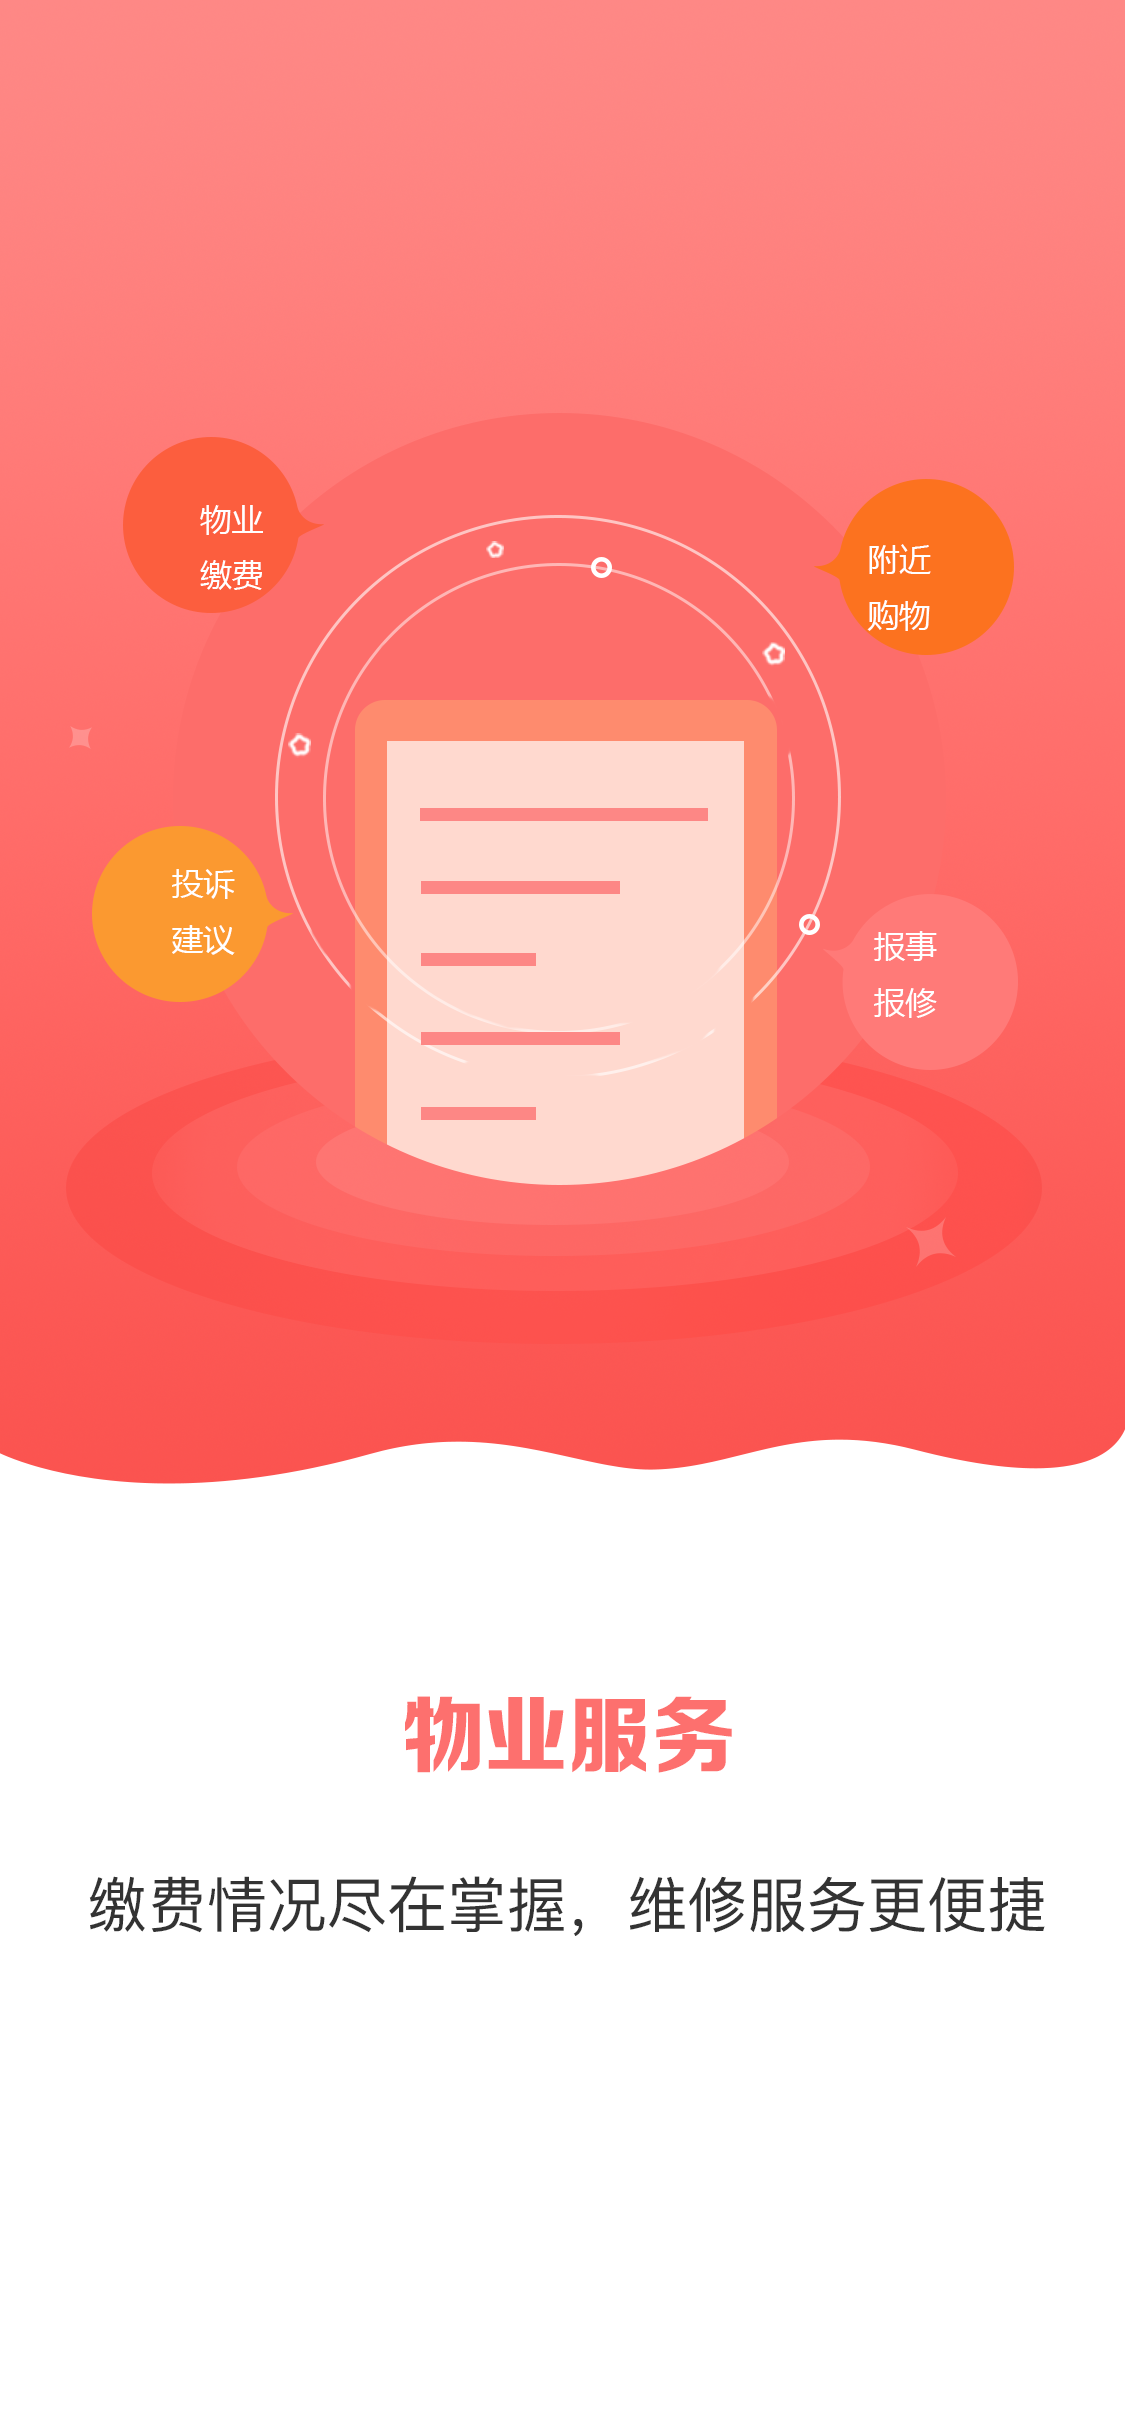 物业
缴费
附近
购物
投诉
建议
报事
报修
物业服务
缴费情况尽在掌握，维修服务更便捷